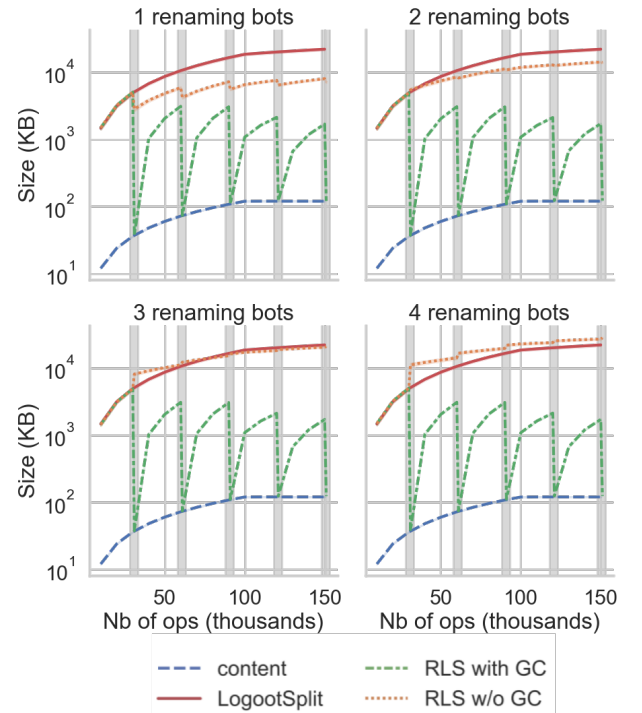 1 renaming bots
2 renaming bots
Size (KB)
10^4
10^3
10^2
10^1
3 renaming bots
4 renaming bots
Size (KB)
10^4
10^3
10^2
10^1
50
100
150
50
100
150
Nb of ops (thousands)
Nb of ops (thousands)
content
RLS with GC
LogootSplit
RLS w/o GC